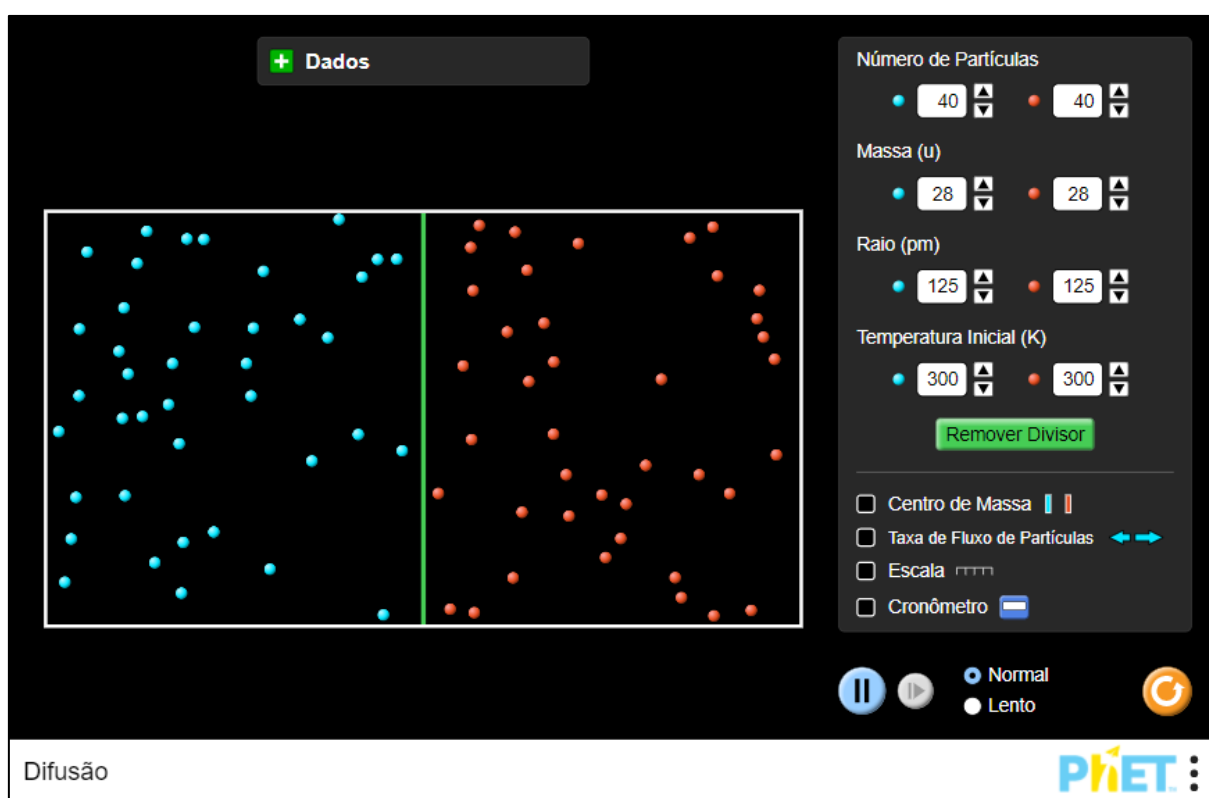 Dados
Número de Partículas
40 40
Massa (u)
28 28
Raio (pm)
125 125
Temperatura Inicial (K)
300 300
Remover Divisor
Centro de Massa
Taxa de Fluxo de Partículas
Escala
Cronômetro
Normal
Lento
Difusão
PhET